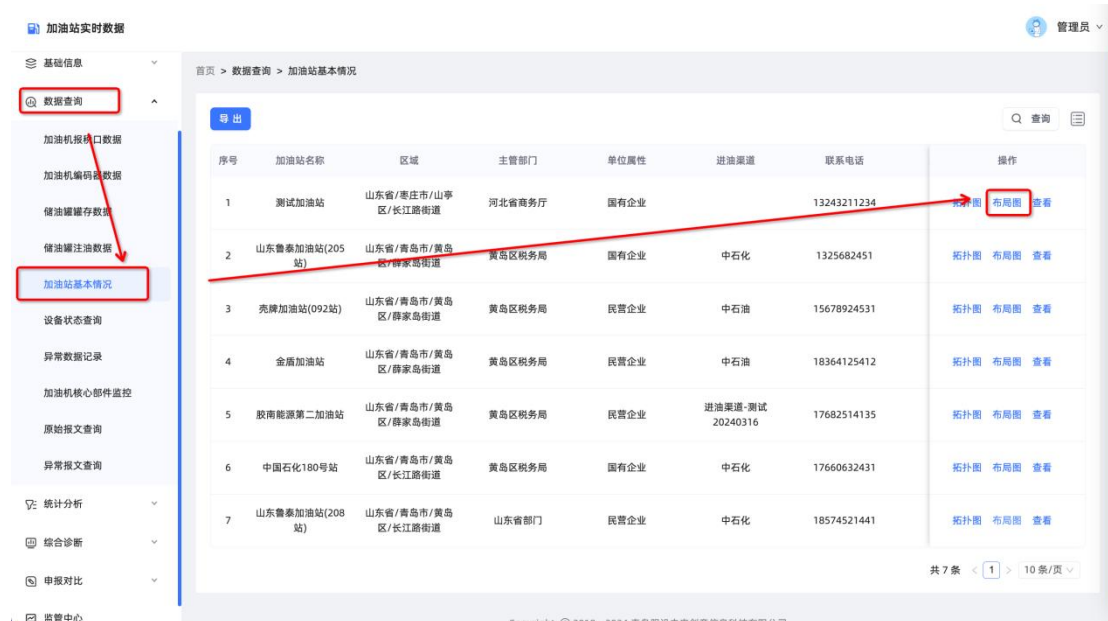 加油站实时数据
管理员
基础信息
首页 > 数据查询 > 加油站基本情况
数据查询
导出
查询
加油机报税口数据
加油机编码器数据
储油罐罐存数据
储油罐注油数据
加油站基本情况
设备状态查询
异常数据记录
加油机核心部件监控
原始报文查询
异常报文查询
统计分析
综合诊断
申报对比
监管中心
序号 加油站名称 区域 主管部门 单位属性 进油渠道 联系电话 操作
1 测试加油站 山东省/枣庄市/山亭 河北省商务厅 国有企业 13243211234 拓扑图 布局图 查看
区/长江路街道
2 山东鲁泰加油站(205 山东省/青岛市/黄岛 黄岛区税务局 国有企业 中石化 1325682451 拓扑图 布局图 查看
站) 区/薛家岛街道
3 壳牌加油站(092站) 山东省/青岛市/黄岛 黄岛区税务局 民营企业 中石油 15678924531 拓扑图 布局图 查看
区/薛家岛街道
4 金盾加油站 山东省/青岛市/黄岛 黄岛区税务局 民营企业 中石油 18364125412 拓扑图 布局图 查看
区/薛家岛街道
5 胶南能源第二加油站 山东省/青岛市/黄岛 黄岛区税务局 民营企业 进油渠道-测试 17682514135 拓扑图 布局图 查看
区/薛家岛街道 20240316
6 中国石化180号站 山东省/青岛市/黄岛 黄岛区税务局 国有企业 中石化 17660632431 拓扑图 布局图 查看
区/长江路街道
7 山东鲁泰加油站(208 山东省/青岛市/黄岛 山东省部门 民营企业 中石化 18574521441 拓扑图 布局图 查看
站) 区/长江路街道
共 7 条 < 1 > 10 条/页